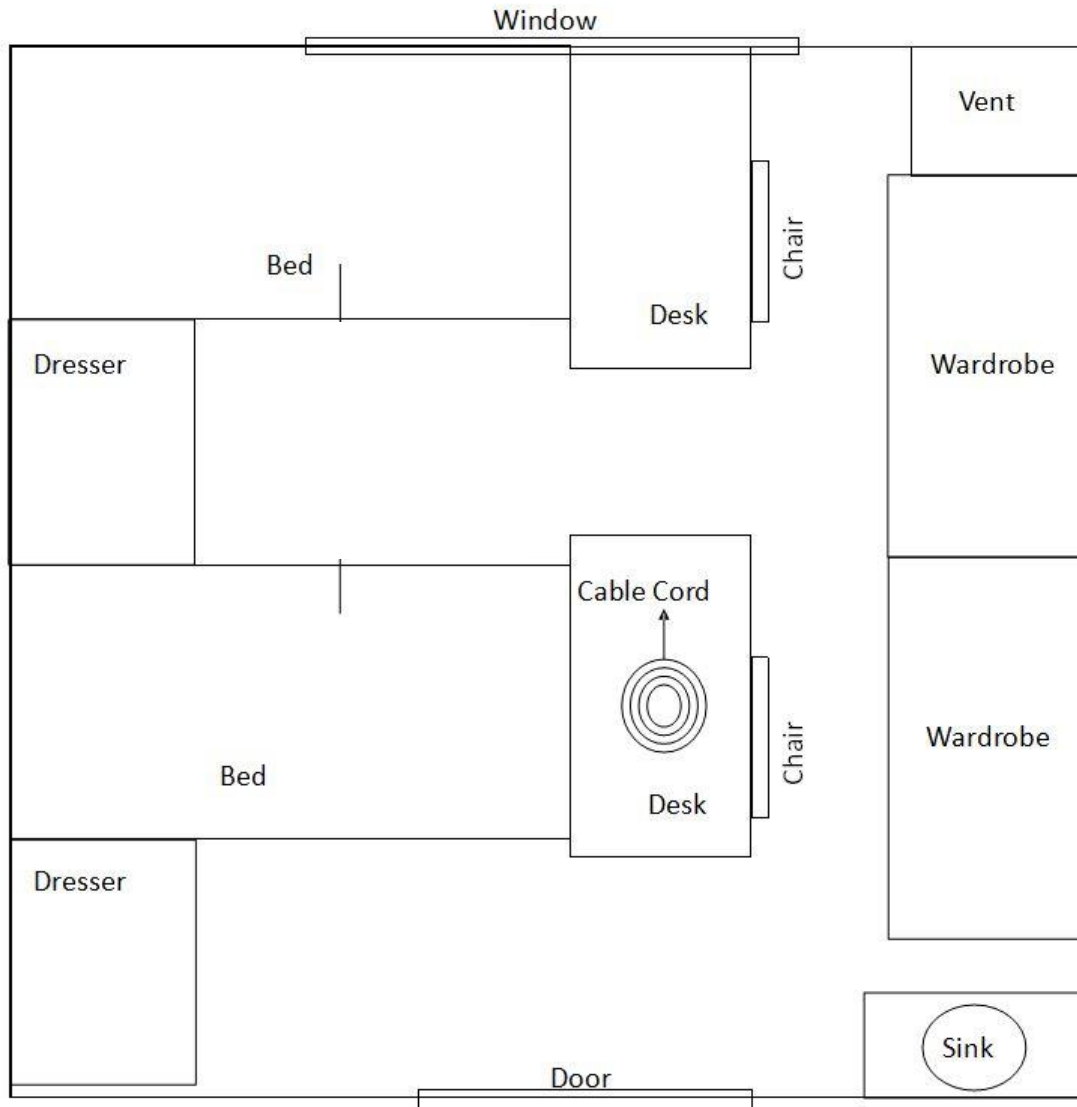 Window
Vent
Chair
Bed
Desk
Dresser
Wardrobe
Cable Cord
Wardrobe
Chair
Bed
Desk
Dresser
Sink
Door